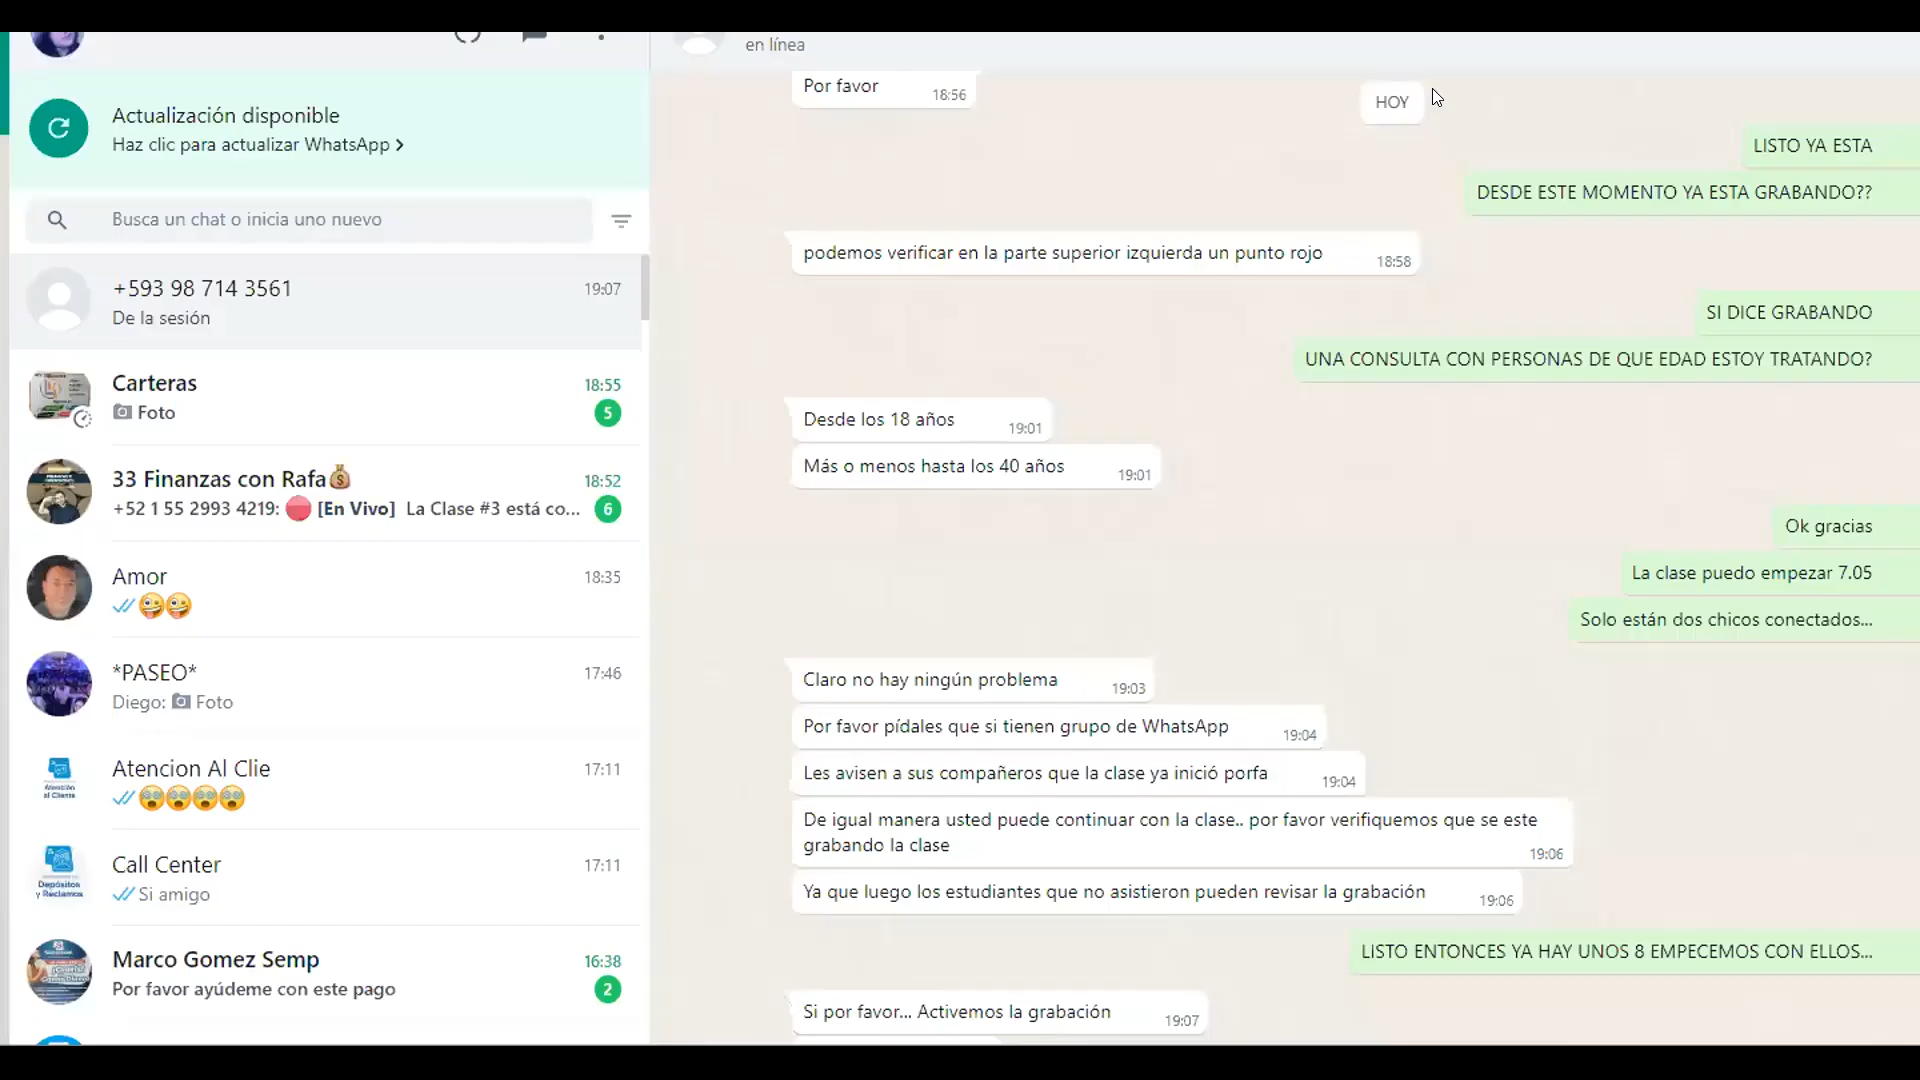 Actualización disponible
Haz clic para actualizar WhatsApp
Busca un chat o inicia uno nuevo
+593 98 714 3561
19:07
De la sesión
Carteras
18:55
Foto
5
33 Finanzas con Rafa💰
18:52
+52 1 55 2993 4219: 🔴 [En Vivo] La Clase #3 está co...
6
Amor
18:35
🤪🤪
*PASEO*
17:46
Diego: Foto
Atencion Al Clie
17:11
😵😵😵😵
Atención
al Cliente
Call Center
17:11
Si amigo
Depósitos
y Reclamos
Marco Gomez Semp
16:38
Por favor ayúdeme con este pago
2
en línea
Por favor
18:56
HOY
LISTO YA ESTA
DESDE ESTE MOMENTO YA ESTA GRABANDO??
podemos verificar en la parte superior izquierda un punto rojo
18:58
SI DICE GRABANDO
UNA CONSULTA CON PERSONAS DE QUE EDAD ESTOY TRATANDO?
Desde los 18 años
19:01
Más o menos hasta los 40 años
19:01
Ok gracias
La clase puedo empezar 7.05
Solo están dos chicos conectados...
Claro no hay ningún problema
19:03
Por favor pídales que si tienen grupo de WhatsApp
19:04
Les avisen a sus compañeros que la clase ya inició porfa
19:04
De igual manera usted puede continuar con la clase.. por favor verifiquemos que se este
grabando la clase
19:06
Ya que luego los estudiantes que no asistieron pueden revisar la grabación
19:06
LISTO ENTONCES YA HAY UNOS 8 EMPECEMOS CON ELLOS...
Si por favor... Activemos la grabación
19:07